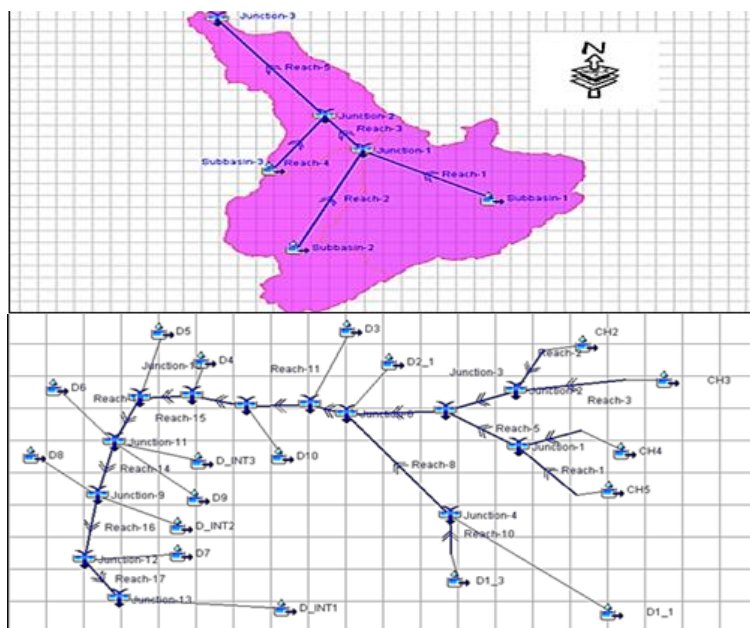 Junction-3
N
Reach-5
Junction-2
Reach-3
Junction-1
Subbasin-3
Reach-4
Reach-1
Reach-2
Subbasin-1
Subbasin-2
D5
D3
CH2
D4
D2_1
Reach-2
Reach-11
Junction-3
CH3
D6
Junction-2
Reach-3
Reach-15
Reach-5
Junction-11
Junction-1
CH4
D8
D_INT3
D10
Reach-8
Reach-14
Reach-1
CH5
Junction-9
D9
Junction-4
D_INT2
Reach-16
Reach-10
D7
Junction-12
Reach-17
D1_3
Junction-13
D_INT1
D1_1